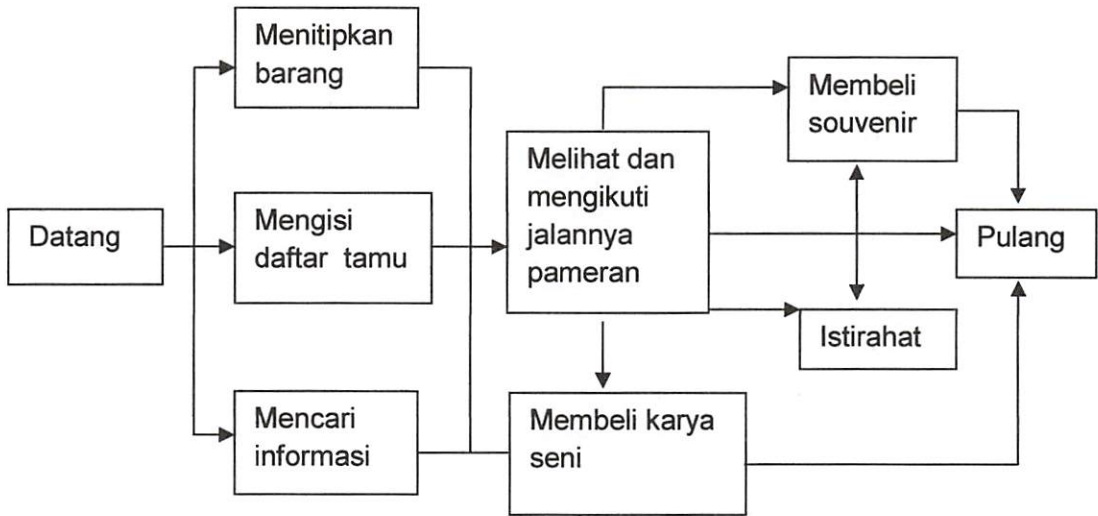 Datang
Menitipkan
barang
Mengisi
daftar tamu
Mencari
informasi
Melihat dan
mengikuti
jalannya
pameran
Membeli karya
seni
Membeli
souvenir
Istirahat
Pulang